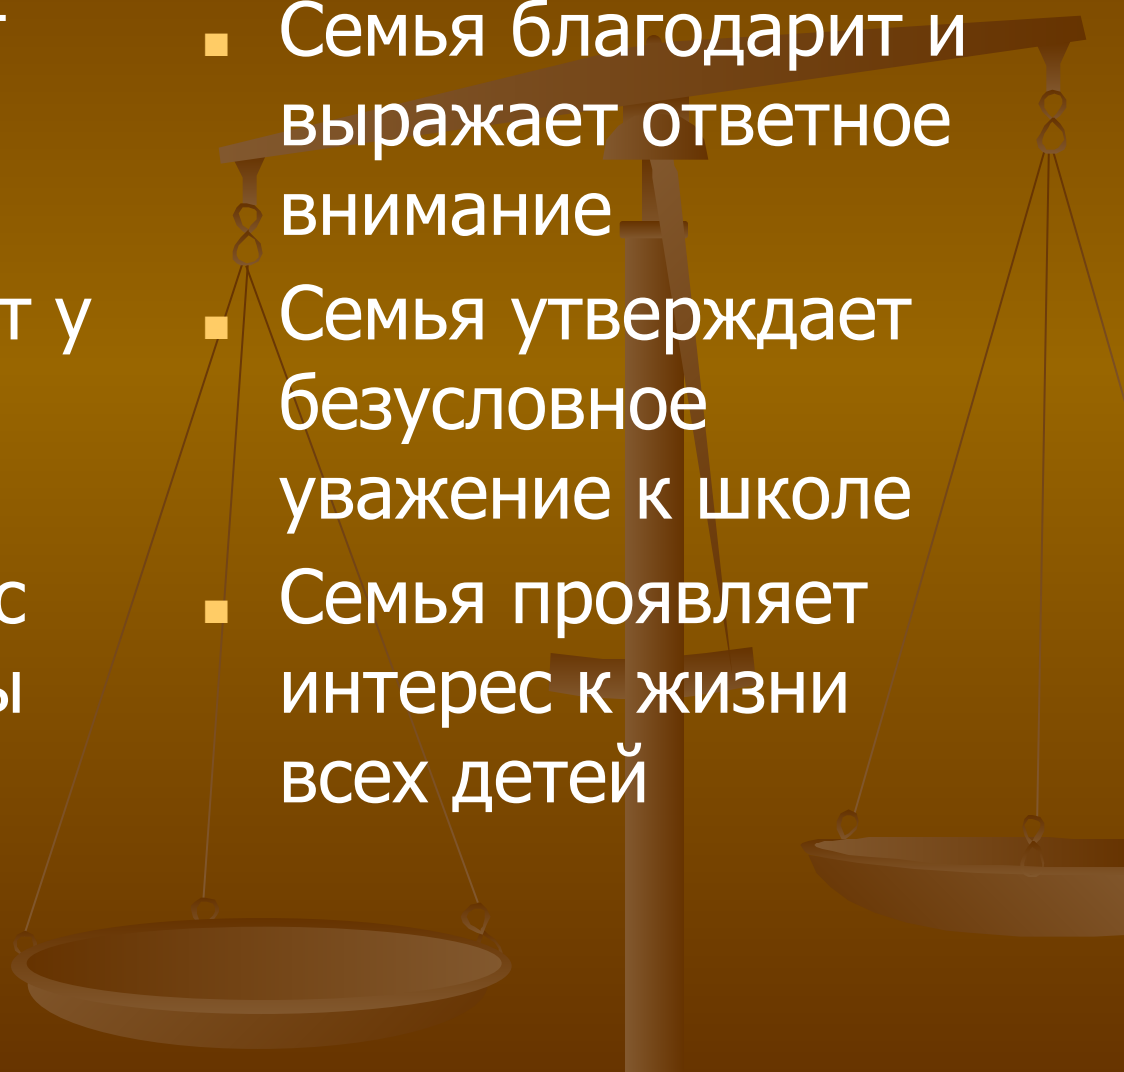 Семья благодарит и
выражает ответное
внимание
т у
Семья утверждает
безусловное
уважение к школе
с
ы
Семья проявляет
интерес к жизни
всех детей